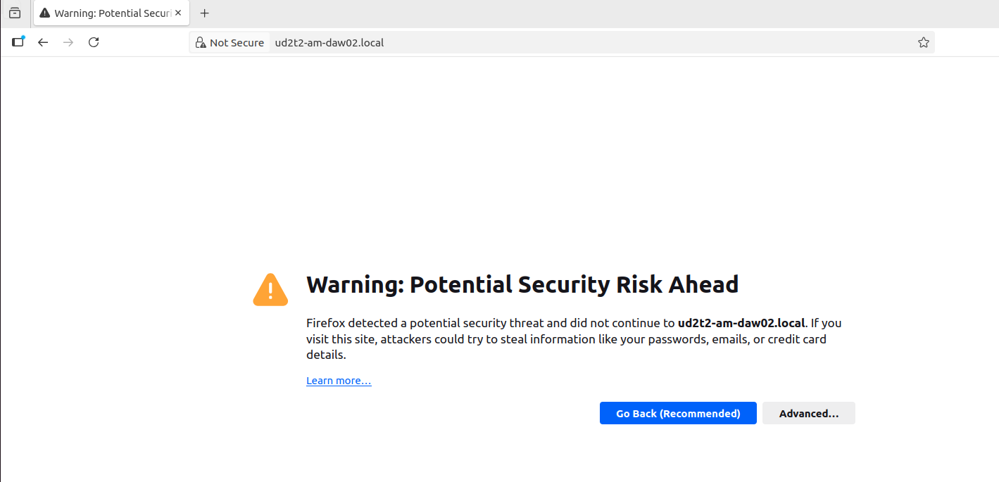 Warning: Potential Securi
Not Secure
ud2t2-am-daw02.local
Warning: Potential Security Risk Ahead
Firefox detected a potential security threat and did not continue to ud2t2-am-daw02.local. If you
visit this site, attackers could try to steal information like your passwords, emails, or credit card
details.
Learn more…
Go Back (Recommended)
Advanced…